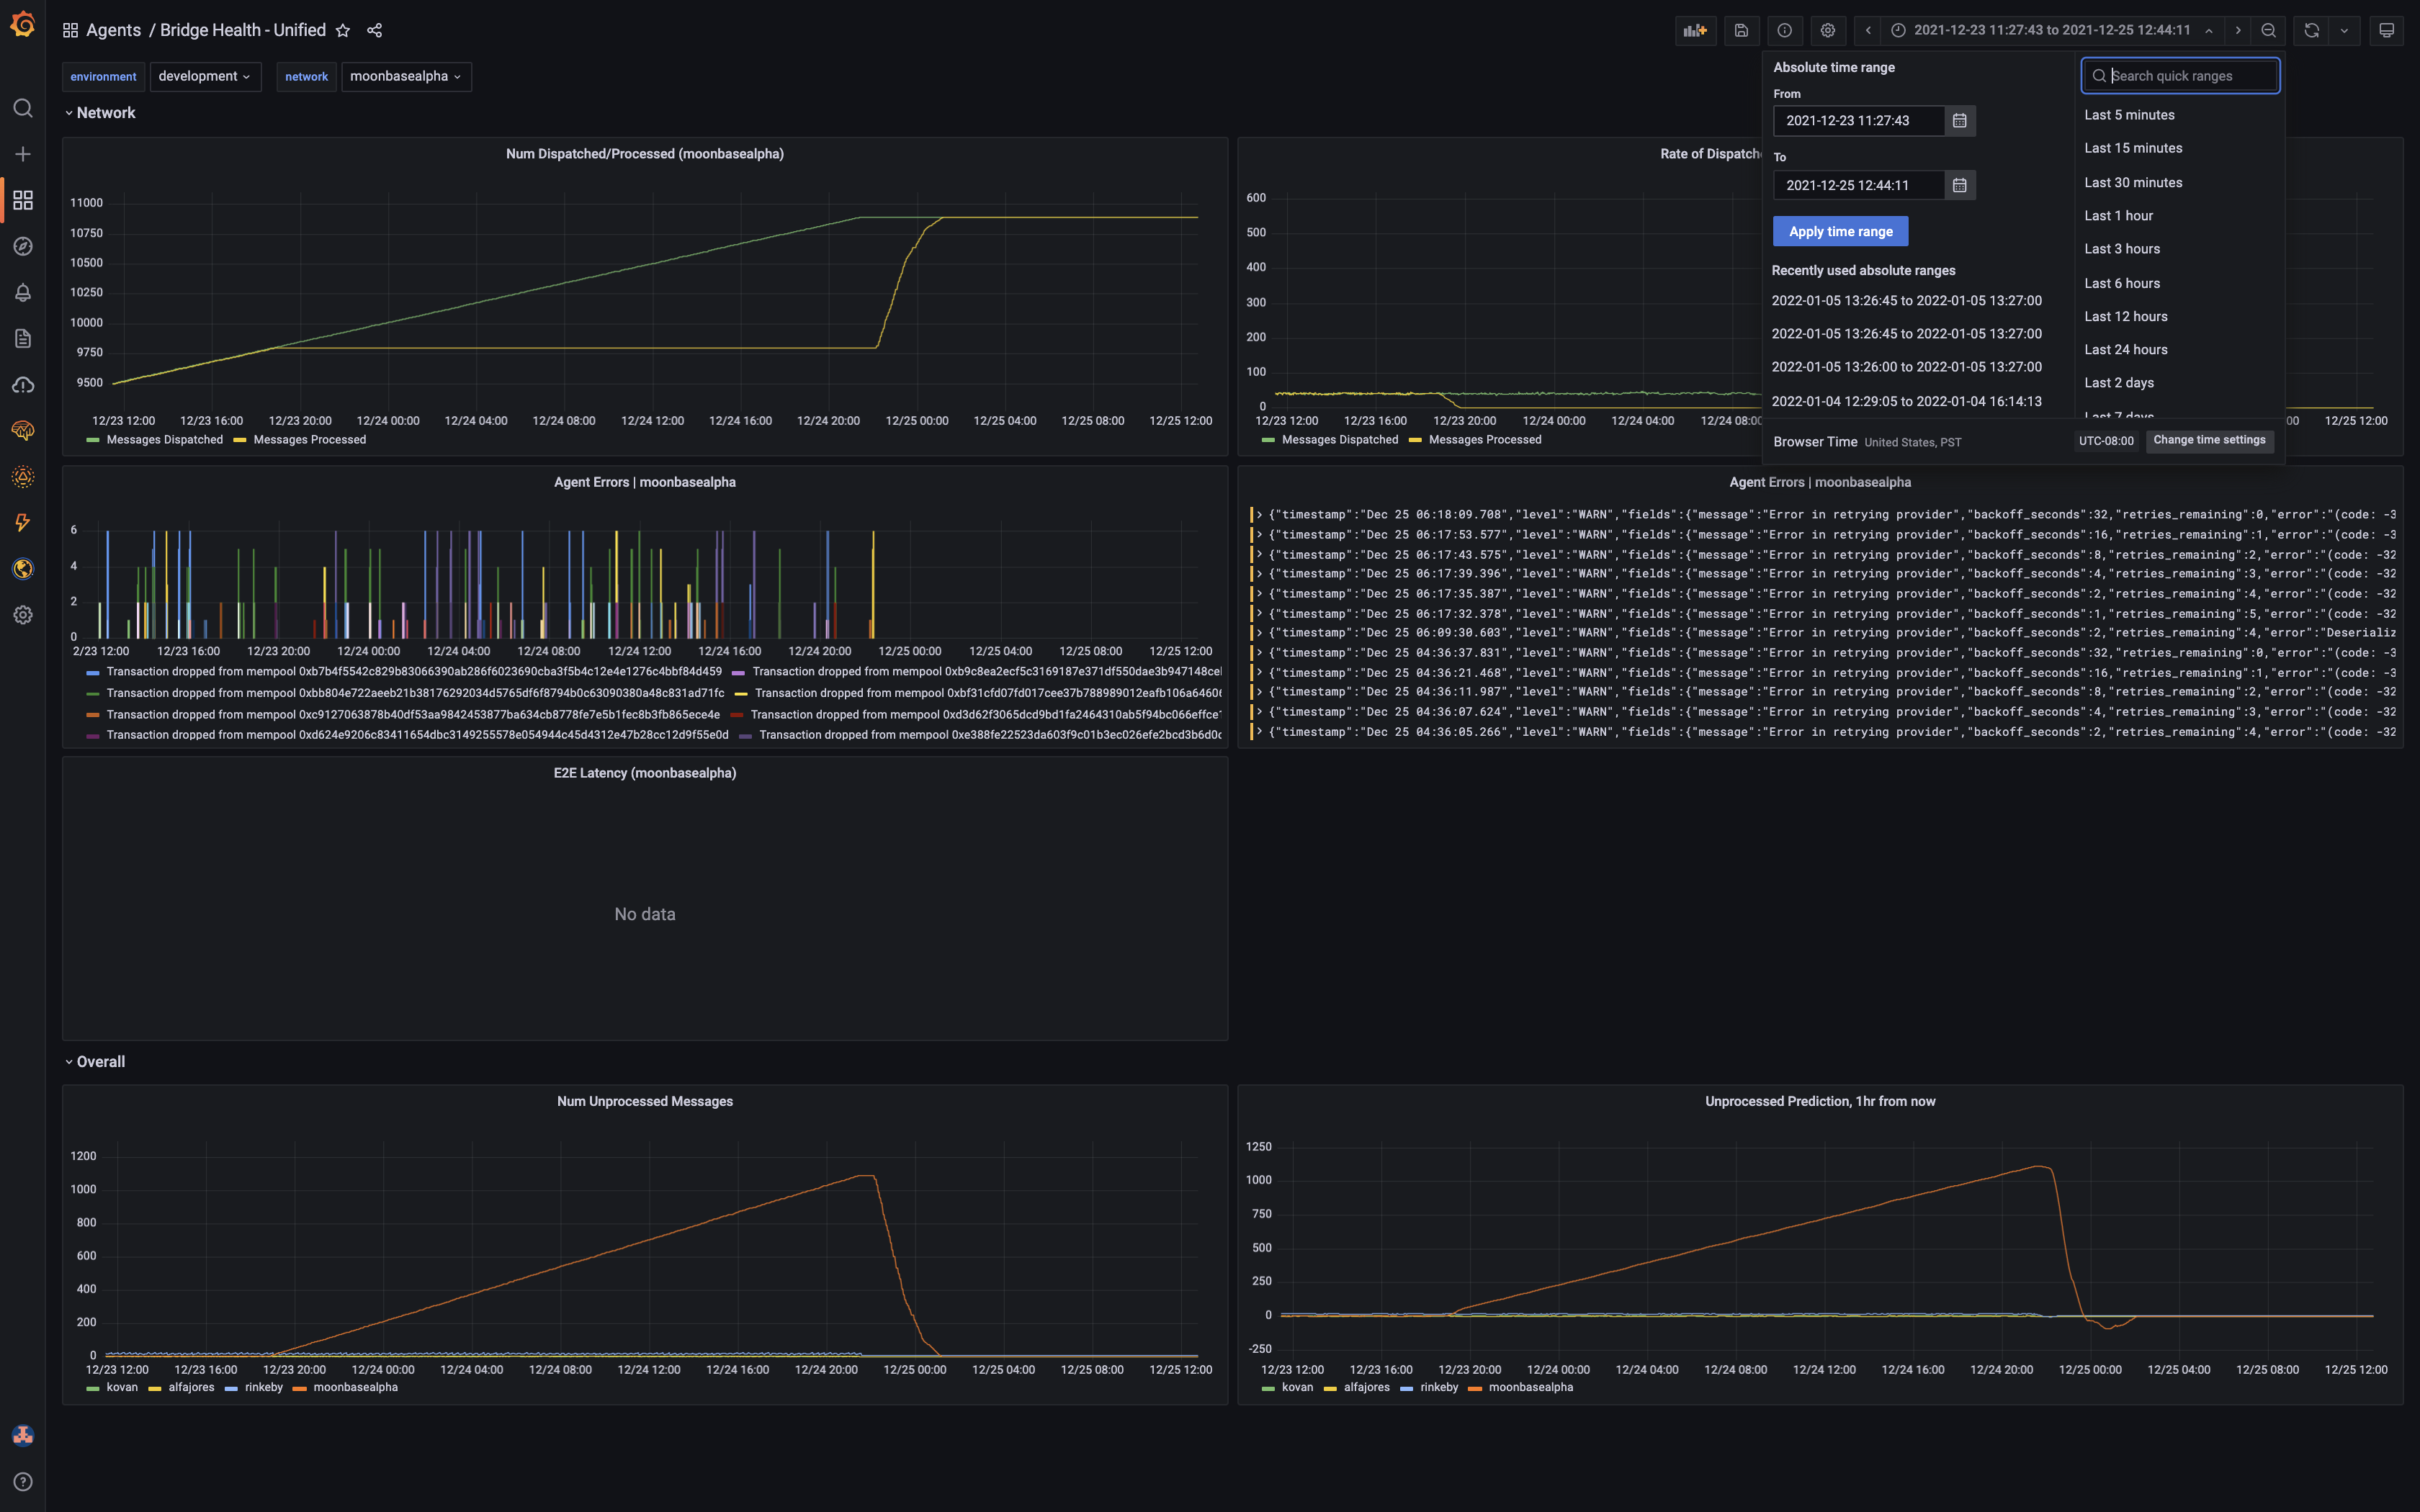 Agents / Bridge Health - Unified
2021-12-23 11:27:43 to 2021-12-25 12:44:11
environment development network moonbasealpha
Absolute time range
From
2021-12-23 11:27:43
To
2021-12-25 12:44:11
Apply time range
Recently used absolute ranges
2022-01-05 13:26:45 to 2022-01-05 13:27:00
2022-01-05 13:26:45 to 2022-01-05 13:27:00
2022-01-05 13:26:00 to 2022-01-05 13:27:00
2022-01-04 12:29:05 to 2022-01-04 16:14:13
Search quick ranges
Last 5 minutes
Last 15 minutes
Last 30 minutes
Last 1 hour
Last 3 hours
Last 6 hours
Last 12 hours
Last 24 hours
Last 2 days
Last 7 days
Browser Time United States, PST UTC-08:00 Change time settings
Network
Num Dispatched/Processed (moonbasealpha)
11000
10750
10500
10250
10000
9750
9500
12/23 12:00 12/23 16:00 12/23 20:00 12/24 00:00 12/24 04:00 12/24 08:00 12/24 12:00 12/24 16:00 12/24 20:00 12/25 00:00 12/25 04:00 12/25 08:00 12/25 12:00
Messages Dispatched Messages Processed
Rate of Dispatch
600
500
400
300
200
100
0
12/23 12:00 12/23 16:00 12/23 20:00 12/24 00:00 12/24 04:00 12/24 08:00 00 12/25 12:00
Messages Dispatched Messages Processed
Agent Errors | moonbasealpha
6
4
2
0
2/23 12:00 12/23 16:00 12/23 20:00 12/24 00:00 12/24 04:00 12/24 08:00 12/24 12:00 12/24 16:00 12/24 20:00 12/25 00:00 12/25 04:00 12/25 08:00 12/25 12:00
Transaction dropped from mempool 0xb7b4f5542c829b83066390ab286f6023690cba3f5b4c12e4e1276c4bbf84d459 Transaction dropped from mempool 0xb9c8ea2ecf5c3169187e371df550dae3b947148cel
Transaction dropped from mempool 0xbb804e722aeeb21b38176292034d5765df6f8794b0c63090380a48c831ad71fc Transaction dropped from mempool 0xbf31cfd07fd017cee37b788989012eafb106a64606
Transaction dropped from mempool 0xc9127063878b40df53aa9842453877ba634cb8778fe7e5b1fec8b3fb865ece4e Transaction dropped from mempool 0xd3d62f3065dcd9bd1fa2464310ab5f94bc066effce
Transaction dropped from mempool 0xd624e9206c83411654dbc3149255578e054944c45d4312e47b28cc12d9f55e0d Transaction dropped from mempool 0xe388fe22523da603f9c01b3ec026efe2bcd3b6d0c
Agent Errors | moonbasealpha
{"timestamp":"Dec 25 06:18:09.708","level":"WARN","fields":{"message":"Error in retrying provider","backoff_seconds":32,"retries_remaining":0,"error":"(code: -3
{"timestamp":"Dec 25 06:17:53.577","level":"WARN","fields":{"message":"Error in retrying provider","backoff_seconds":16,"retries_remaining":1,"error":"(code: -3
{"timestamp":"Dec 25 06:17:43.575","level":"WARN","fields":{"message":"Error in retrying provider","backoff_seconds":8,"retries_remaining":2,"error":"(code: -32
{"timestamp":"Dec 25 06:17:39.396","level":"WARN","fields":{"message":"Error in retrying provider","backoff_seconds":4,"retries_remaining":3,"error":"(code: -32
{"timestamp":"Dec 25 06:17:35.387","level":"WARN","fields":{"message":"Error in retrying provider","backoff_seconds":2,"retries_remaining":4,"error":"(code: -32
{"timestamp":"Dec 25 06:17:32.378","level":"WARN","fields":{"message":"Error in retrying provider","backoff_seconds":1,"retries_remaining":5,"error":"(code: -32
{"timestamp":"Dec 25 06:09:30.603","level":"WARN","fields":{"message":"Error in retrying provider","backoff_seconds":2,"retries_remaining":4,"error":"Deserializ
{"timestamp":"Dec 25 04:36:37.831","level":"WARN","fields":{"message":"Error in retrying provider","backoff_seconds":32,"retries_remaining":0,"error":"(code: -3
{"timestamp":"Dec 25 04:36:21.468","level":"WARN","fields":{"message":"Error in retrying provider","backoff_seconds":16,"retries_remaining":1,"error":"(code: -3
{"timestamp":"Dec 25 04:36:11.987","level":"WARN","fields":{"message":"Error in retrying provider","backoff_seconds":8,"retries_remaining":2,"error":"(code: -32
{"timestamp":"Dec 25 04:36:07.624","level":"WARN","fields":{"message":"Error in retrying provider","backoff_seconds":4,"retries_remaining":3,"error":"(code: -32
{"timestamp":"Dec 25 04:36:05.266","level":"WARN","fields":{"message":"Error in retrying provider","backoff_seconds":2,"retries_remaining":4,"error":"(code: -32
E2E Latency (moonbasealpha)
No data
Overall
Num Unprocessed Messages
1200
1000
800
600
400
200
0
12/23 12:00 12/23 16:00 12/23 20:00 12/24 00:00 12/24 04:00 12/24 08:00 12/24 12:00 12/24 16:00 12/24 20:00 12/25 00:00 12/25 04:00 12/25 08:00 12/25 12:00
kovan alfajores rinkeby moonbasealpha
Unprocessed Prediction, 1hr from now
1250
1000
750
500
250
0
-250
12/23 12:00 12/23 16:00 12/23 20:00 12/24 00:00 12/24 04:00 12/24 08:00 12/24 12:00 12/24 16:00 12/24 20:00 12/25 00:00 12/25 04:00 12/25 08:00 12/25 12:00
kovan alfajores rinkeby moonbasealpha